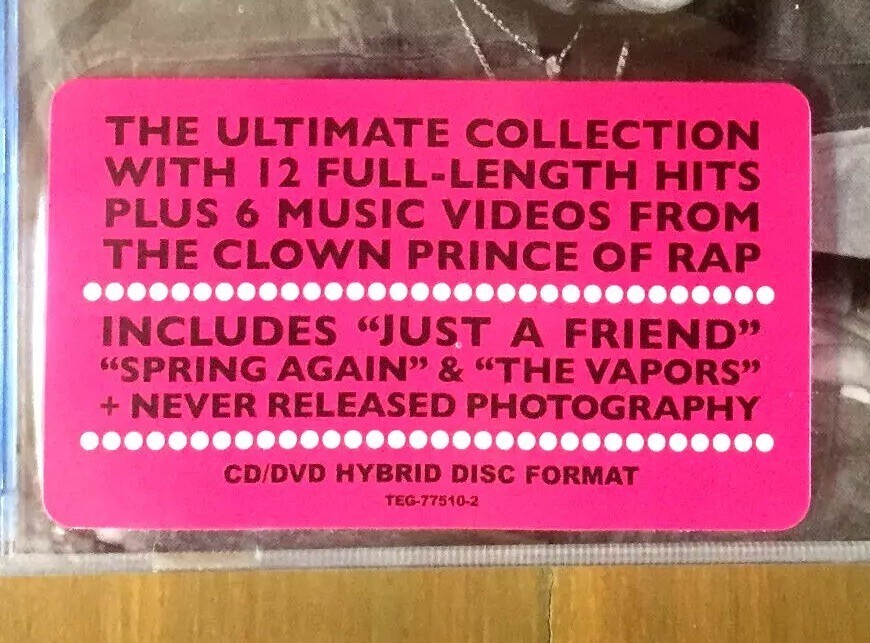 THE ULTIMATE COLLECTION
WITH 12 FULL-LENGTH HITS
PLUS 6 MUSIC VIDEOS FROM
THE CLOWN PRINCE OF RAP
INCLUDES “JUST A FRIEND”
“SPRING AGAIN” & “THE VAPORS”
+ NEVER RELEASED PHOTOGRAPHY
CD/DVD HYBRID DISC FORMAT
TEG-77510-2